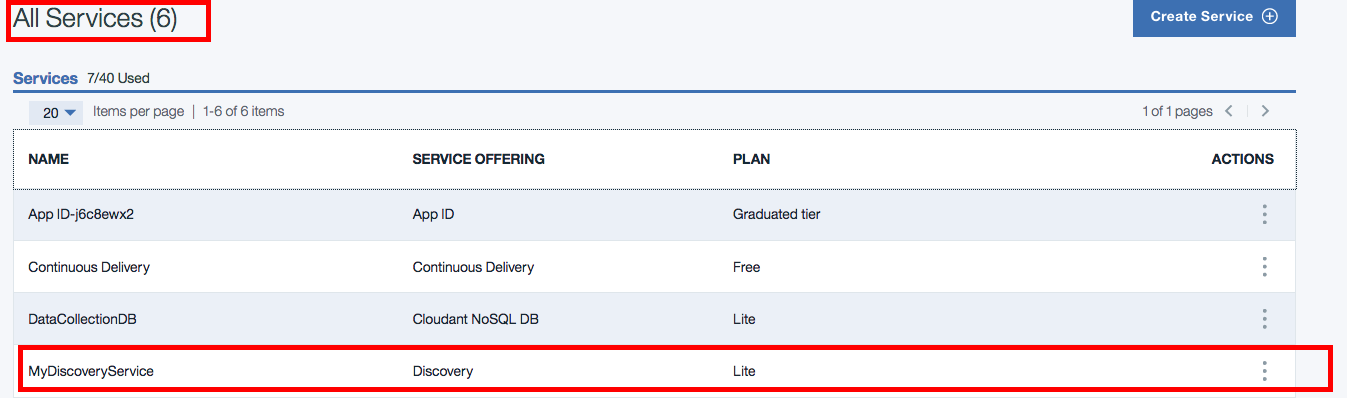 All Services (6)
Create Service
Services 7/40 Used
20 Items per page | 1-6 of 6 items 1 of 1 pages
NAME SERVICE OFFERING PLAN ACTIONS
App ID-j6c8ewx2 App ID Graduated tier
Continuous Delivery Continuous Delivery Free
DataCollectionDB Cloudant NoSQL DB Lite
MyDiscoveryService Discovery Lite